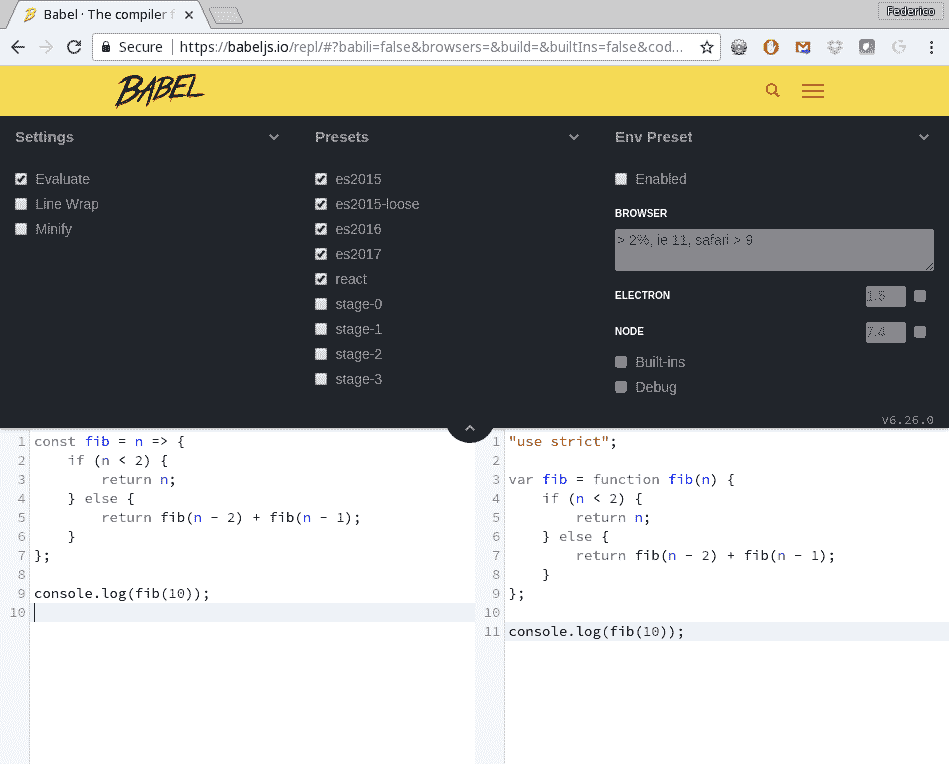 Babel · The compiler f
Federico
Secure https://babeljs.io/repl/#?babili=false&browsers=&build=&builtIns=false&cod...
BABEL
Settings
Evaluate
Line Wrap
Minify
Presets
es2015
es2015-loose
es2016
es2017
react
stage-0
stage-1
stage-2
stage-3
Env Preset
Enabled
BROWSER
> 2%, ie 11, safari > 9
ELECTRON 1.5
NODE 7.4
Built-ins
Debug
v6.26.0
1 const fib = n => {
2     if (n < 2) {
3         return n;
4     } else {
5         return fib(n - 2) + fib(n - 1);
6     }
7 };
8
9 console.log(fib(10));
10
1 "use strict";
2
3 var fib = function fib(n) {
4     if (n < 2) {
5         return n;
6     } else {
7         return fib(n - 2) + fib(n - 1);
8     }
9 };
10
11 console.log(fib(10));